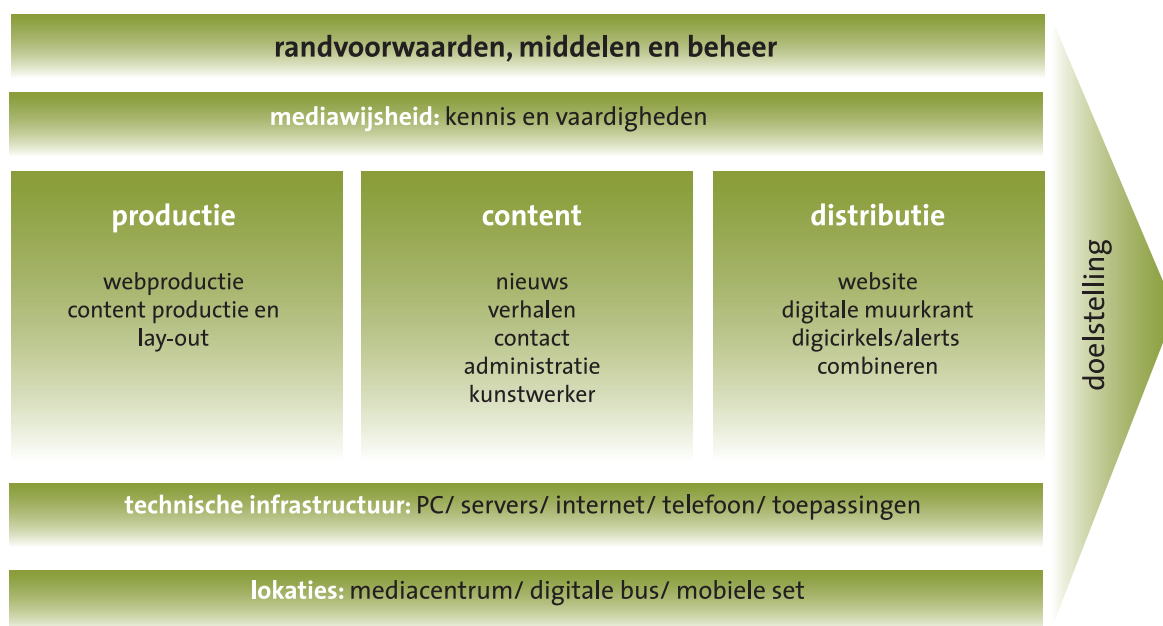 randvoorwaarden, middelen en beheer
mediawijsheid: kennis en vaardigheden
productie
webproductie
content productie en
lay-out
content
nieuws
verhalen
contact
administratie
kunstwerker
distributie
website
digitale muurkrant
digicirkels/alerts
combineren
doelstelling
technische infrastructuur: PC/ servers/ internet/ telefoon/ toepassingen
lokaties: mediacentrum/ digitale bus/ mobiele set